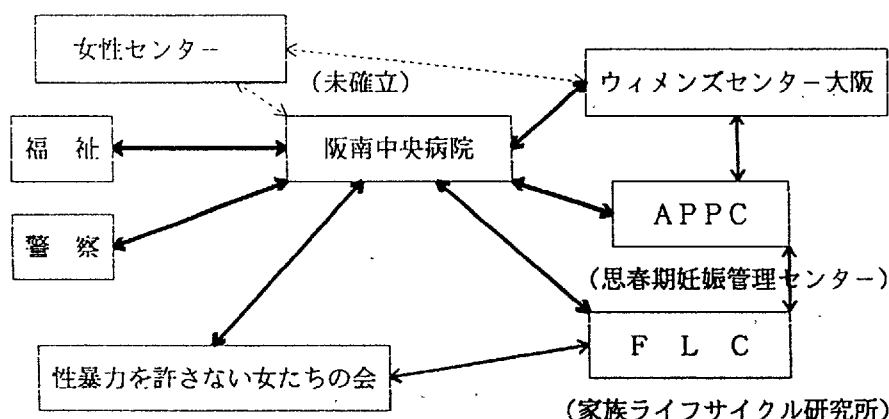 女性センター
(未確立)
ウィメンズセンター大阪
福 祉
阪南中央病院
APPC
警 察
(思春期妊娠管理センター)
F L C
性暴力を許さない女たちの会
(家族ライフサイクル研究所)